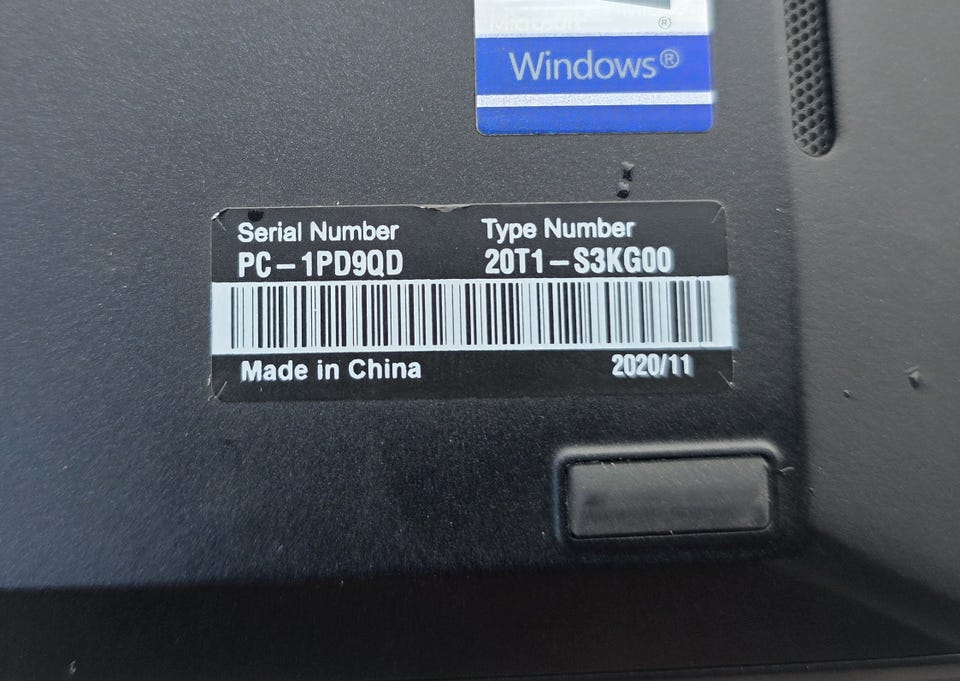 ®
Windows®
Serial Number
Type Number
PC-1PD9QD
20T1-S3KG00
Made in China
2020/11